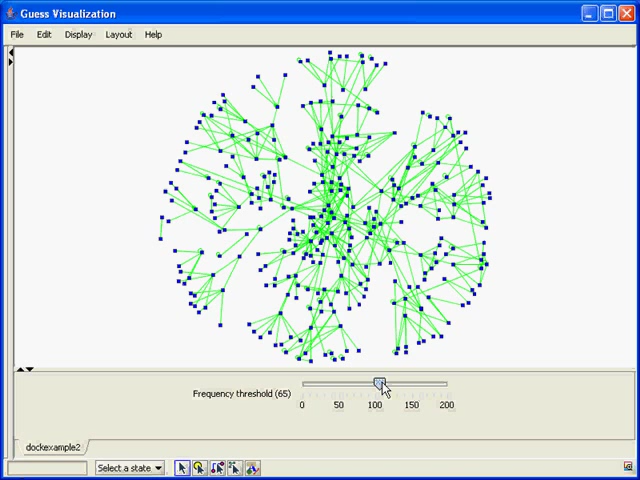 Guess Visualization
File Edit Display Layout Help
Frequency threshold (65)
0 50 100 150 200
dockexample2
Select a state